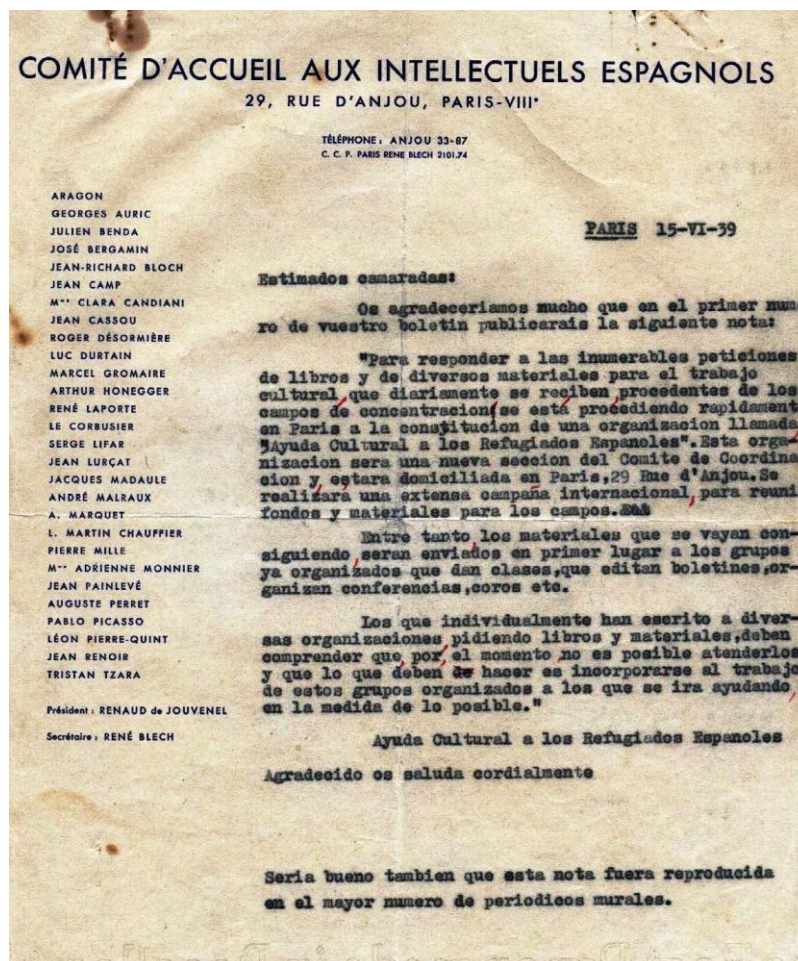 COMITÉ D'ACCUEIL AUX INTELLECTUELS ESPAGNOLS
29, RUE D'ANJOU, PARIS-VIIIe
TÉLÉPHONE : ANJOU 33-87
C. C. P. PARIS RENE BLECH 2101.74
ARAGON
GEORGES AURIC
JULIEN BENDA
JOSÉ BERGAMIN
JEAN-RICHARD BLOCH
JEAN CAMP
Mme CLARA CANDIANI
JEAN CASSOU
ROGER DÉSORMIÈRE
LUC DURTAIN
MARCEL GROMAIRE
ARTHUR HONEGGER
RENÉ LAPORTE
LE CORBUSIER
SERGE LIFAR
JEAN LURÇAT
JACQUES MADAULE
ANDRÉ MALRAUX
A. MARQUET
L. MARTIN CHAUFFIER
PIERRE MILLE
Mme ADRIENNE MONNIER
JEAN PAINLEVÉ
AUGUSTE PERRET
PABLO PICASSO
LÉON PIERRE-QUINT
JEAN RENOIR
TRISTAN TZARA
Président : RENAUD de JOUVENEL
Secrétaire : RENÉ BLECH
PARIS 15-VI-39
Estimados camaradas:
Os agradeceriamos mucho que en el primer nume
ro de vuestro boletin publicarais la siguiente nota:
"Para responder a las inumerables peticiones
de libros y de diversos materiales para el trabajo
cultural, que diariamente se reciben, procedentes de los
campos de concentracion, se está procediendo rapidament
en Paris a la constitucion de una organizacion llamada
"Ayuda Cultural a los Refugiados Espanoles".Esta orga-
nizacion sera una nueva seccion del Comite de Coordina
cion y estara domiciliada en Paris,29 Rue d'Anjou.Se
realizará una extensa campaña internacional, para reuni
fondos y materiales para los campos.
Entre tanto, los materiales que se vayan con-
siguiendo, seran enviados en primer lugar a los grupos
ya organizados que dan clases,que editan boletines,or-
ganizan conferencias,coros etc.
Los que individualmente han escrito a diver-
sas organizaciones, pidiendo libros y materiales,deben
comprender que, por, el momento, no es posible atenderlos
y que lo que deben de hacer es incorporarse al trabajo
de estos grupos organizados a los que se ira ayudando,
en la medida de lo posible."
Ayuda Cultural a los Refugiados Espanoles
Agradecido os saluda cordialmente
Seria bueno tambien que esta nota fuera reproducida
en el mayor numero de periodicos murales.